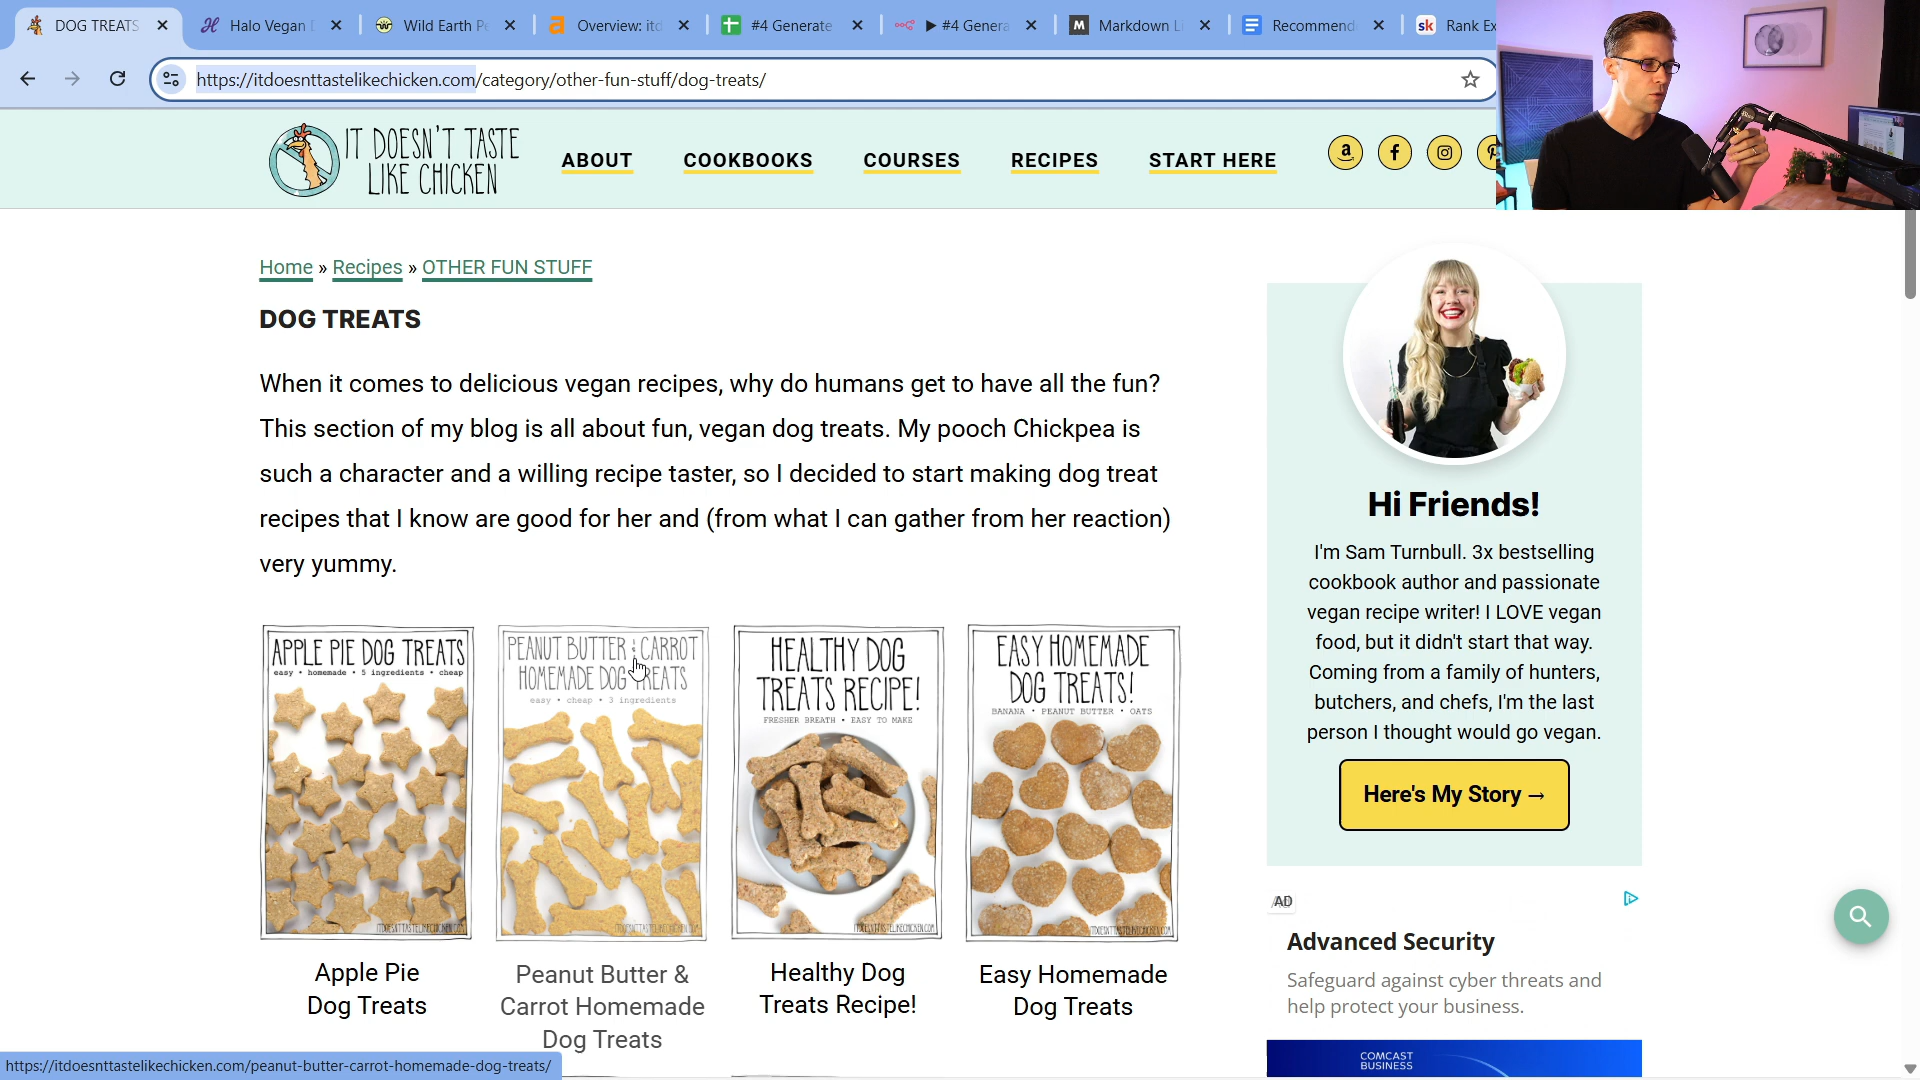 DOG TREATS
Halo Vegan D
Wild Earth Pe
Overview: itd
#4 Generate
▶ #4 Genera
Markdown Li
Recommend
Rank Ex
https://itdoesnttastelikechicken.com/category/other-fun-stuff/dog-treats/
IT DOESN'T TASTE
LIKE CHICKEN
ABOUT
COOKBOOKS
COURSES
RECIPES
START HERE
Home » Recipes » OTHER FUN STUFF
DOG TREATS
When it comes to delicious vegan recipes, why do humans get to have all the fun?
This section of my blog is all about fun, vegan dog treats. My pooch Chickpea is
such a character and a willing recipe taster, so I decided to start making dog treat
recipes that I know are good for her and (from what I can gather from her reaction)
very yummy.
APPLE PIE DOG TREATS
easy • homemade • 5 ingredients • cheap
ITDOESNTTASTELIKECHICKEN.COM
Apple Pie
Dog Treats
PEANUT BUTTER & CARROT
HOMEMADE DOG TREATS
easy • cheap • 3 ingredients
ITDOESNTTASTELIKECHICKEN.COM
Peanut Butter &
Carrot Homemade
Dog Treats
HEALTHY DOG
TREATS RECIPE!
FRESHER BREATH • EASY TO MAKE
ITDOESNTTASTELIKECHICKEN.COM
Healthy Dog
Treats Recipe!
EASY HOMEMADE
DOG TREATS!
BANANA • PEANUT BUTTER • OATS
ITDOESNTTASTELIKECHICKEN.COM
Easy Homemade
Dog Treats
Hi Friends!
I'm Sam Turnbull. 3x bestselling
cookbook author and passionate
vegan recipe writer! I LOVE vegan
food, but it didn't start that way.
Coming from a family of hunters,
butchers, and chefs, I'm the last
person I thought would go vegan.
Here's My Story →
AD
Advanced Security
Safeguard against cyber threats and
help protect your business.
COMCAST
BUSINESS
https://itdoesnttastelikechicken.com/peanut-butter-carrot-homemade-dog-treats/